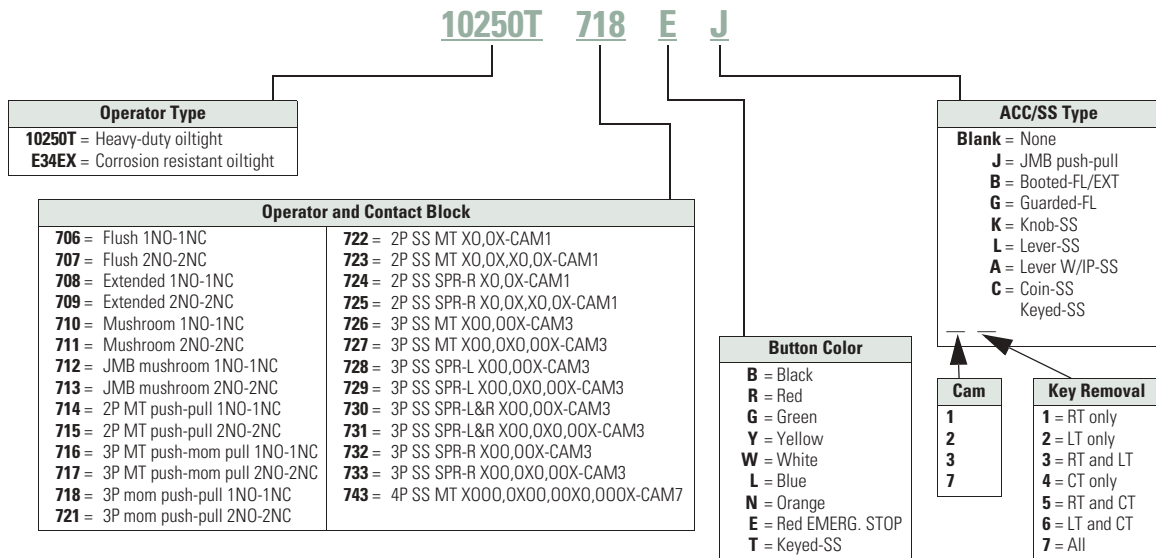 10250T 718 E J
Operator Type
10250T = Heavy-duty oiltight
E34EX = Corrosion resistant oiltight
Operator and Contact Block
706 = Flush 1NO-1NC
707 = Flush 2NO-2NC
708 = Extended 1NO-1NC
709 = Extended 2NO-2NC
710 = Mushroom 1NO-1NC
711 = Mushroom 2NO-2NC
712 = JMB mushroom 1NO-1NC
713 = JMB mushroom 2NO-2NC
714 = 2P MT push-pull 1NO-1NC
715 = 2P MT push-pull 2NO-2NC
716 = 3P MT push-mom pull 1NO-1NC
717 = 3P MT push-mom pull 2NO-2NC
718 = 3P mom push-pull 1NO-1NC
721 = 3P mom push-pull 2NO-2NC
722 = 2P SS MT XO,OX-CAM1
723 = 2P SS MT XO,OX,XO,OX-CAM1
724 = 2P SS SPR-R XO,OX-CAM1
725 = 2P SS SPR-R XO,OX,XO,OX-CAM1
726 = 3P SS MT XOO,OOX-CAM3
727 = 3P SS MT XOO,OXO,OOX-CAM3
728 = 3P SS SPR-L XOO,OOX-CAM3
729 = 3P SS SPR-L XOO,OXO,OOX-CAM3
730 = 3P SS SPR-L&R XOO,OOX-CAM3
731 = 3P SS SPR-L&R XOO,OXO,OOX-CAM3
732 = 3P SS SPR-R XOO,OOX-CAM3
733 = 3P SS SPR-R XOO,OXO,OOX-CAM3
743 = 4P SS MT XOOO,OXOO,OOXO,OOOX-CAM7
Button Color
B = Black
R = Red
G = Green
Y = Yellow
W = White
L = Blue
N = Orange
E = Red EMERG. STOP
T = Keyed-SS
ACC/SS Type
Blank = None
J = JMB push-pull
B = Booted-FL/EXT
G = Guarded-FL
K = Knob-SS
L = Lever-SS
A = Lever W/IP-SS
C = Coin-SS
Keyed-SS
Cam
1
2
3
7
Key Removal
1 = RT only
2 = LT only
3 = RT and LT
4 = CT only
5 = RT and CT
6 = LT and CT
7 = All